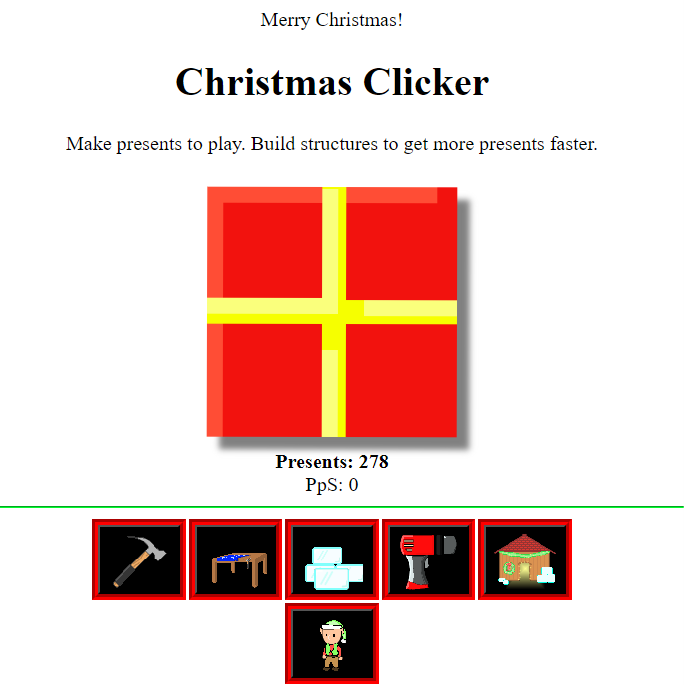 Merry Christmas!
Christmas Clicker
Make presents to play. Build structures to get more presents faster.
Presents: 278
PpS: 0